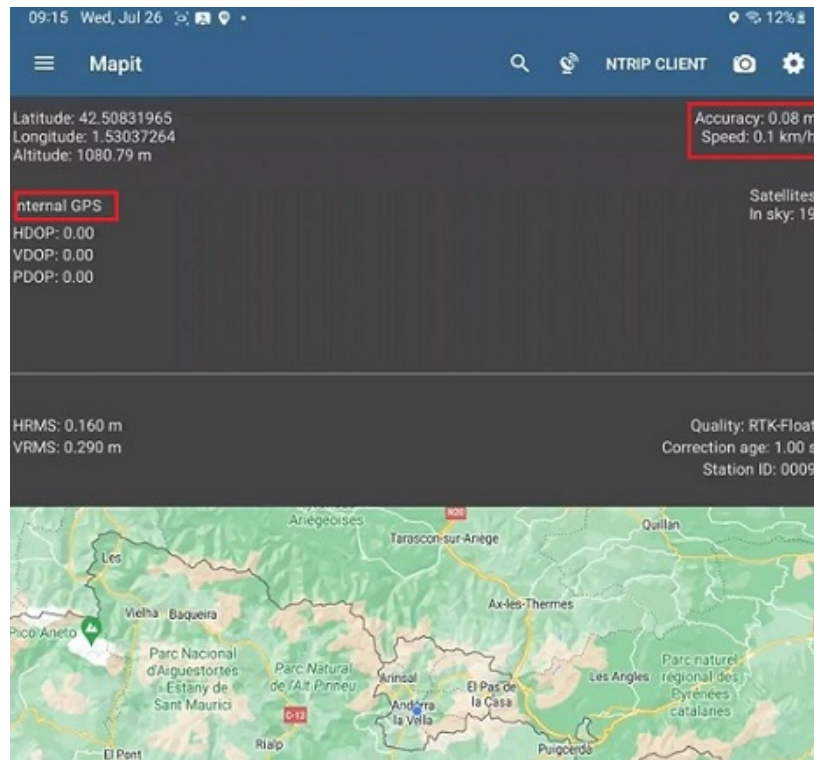 09:15 Wed, Jul 26
12%
Mapit
NTRIP CLIENT
Latitude: 42.50831965
Longitude: 1.53037264
Altitude: 1080.79 m
Accuracy: 0.08 m
Speed: 0.1 km/h
nternal GPS
HDOP: 0.00
VDOP: 0.00
PDOP: 0.00
Satellites
In sky: 19
HRMS: 0.160 m
VRMS: 0.290 m
Quality: RTK-Float
Correction age: 1.00 s
Station ID: 0009
Ariégeoises
N20
Tarascon-sur-Ariège
Quillan
Les
Ax-les-Thermes
Vielha
Baqueira
Pico Aneto
Parc Nacional
d'Aiguestortes
i Estany de
Sant Maurici
Parc Natural
de l'Alt Pirineu
Arinsal
El Pas de
la Casa
Les Angles
Parc naturel
régional des
Pyrénées
catalanes
Andorra
la Vella
C-13
Rialp
Puigcerdà
El Pont